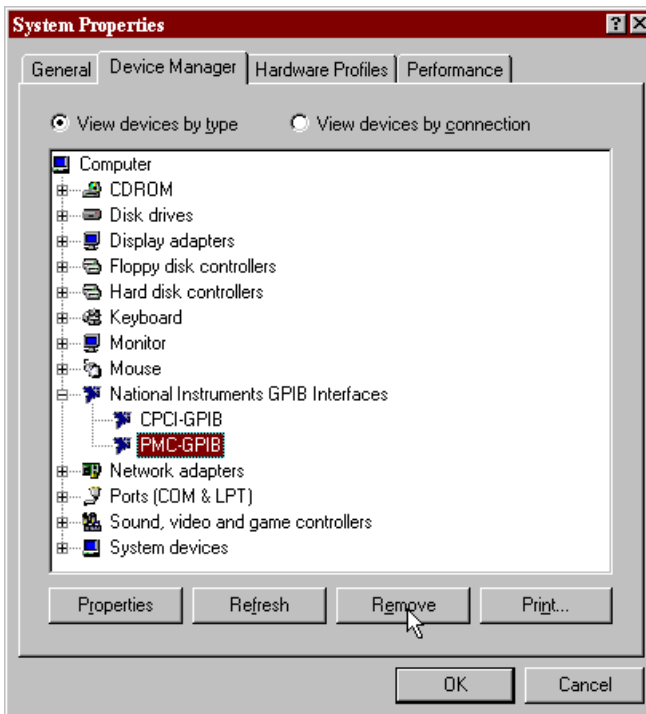 System Properties
General Device Manager Hardware Profiles Performance
View devices by type View devices by connection
Computer
CDROM
Disk drives
Display adapters
Floppy disk controllers
Hard disk controllers
Keyboard
Monitor
Mouse
National Instruments GPIB Interfaces
CPCI-GPIB
PMC-GPIB
Network adapters
Ports (COM & LPT)
Sound, video and game controllers
System devices
Properties Refresh Remove Print...
OK Cancel